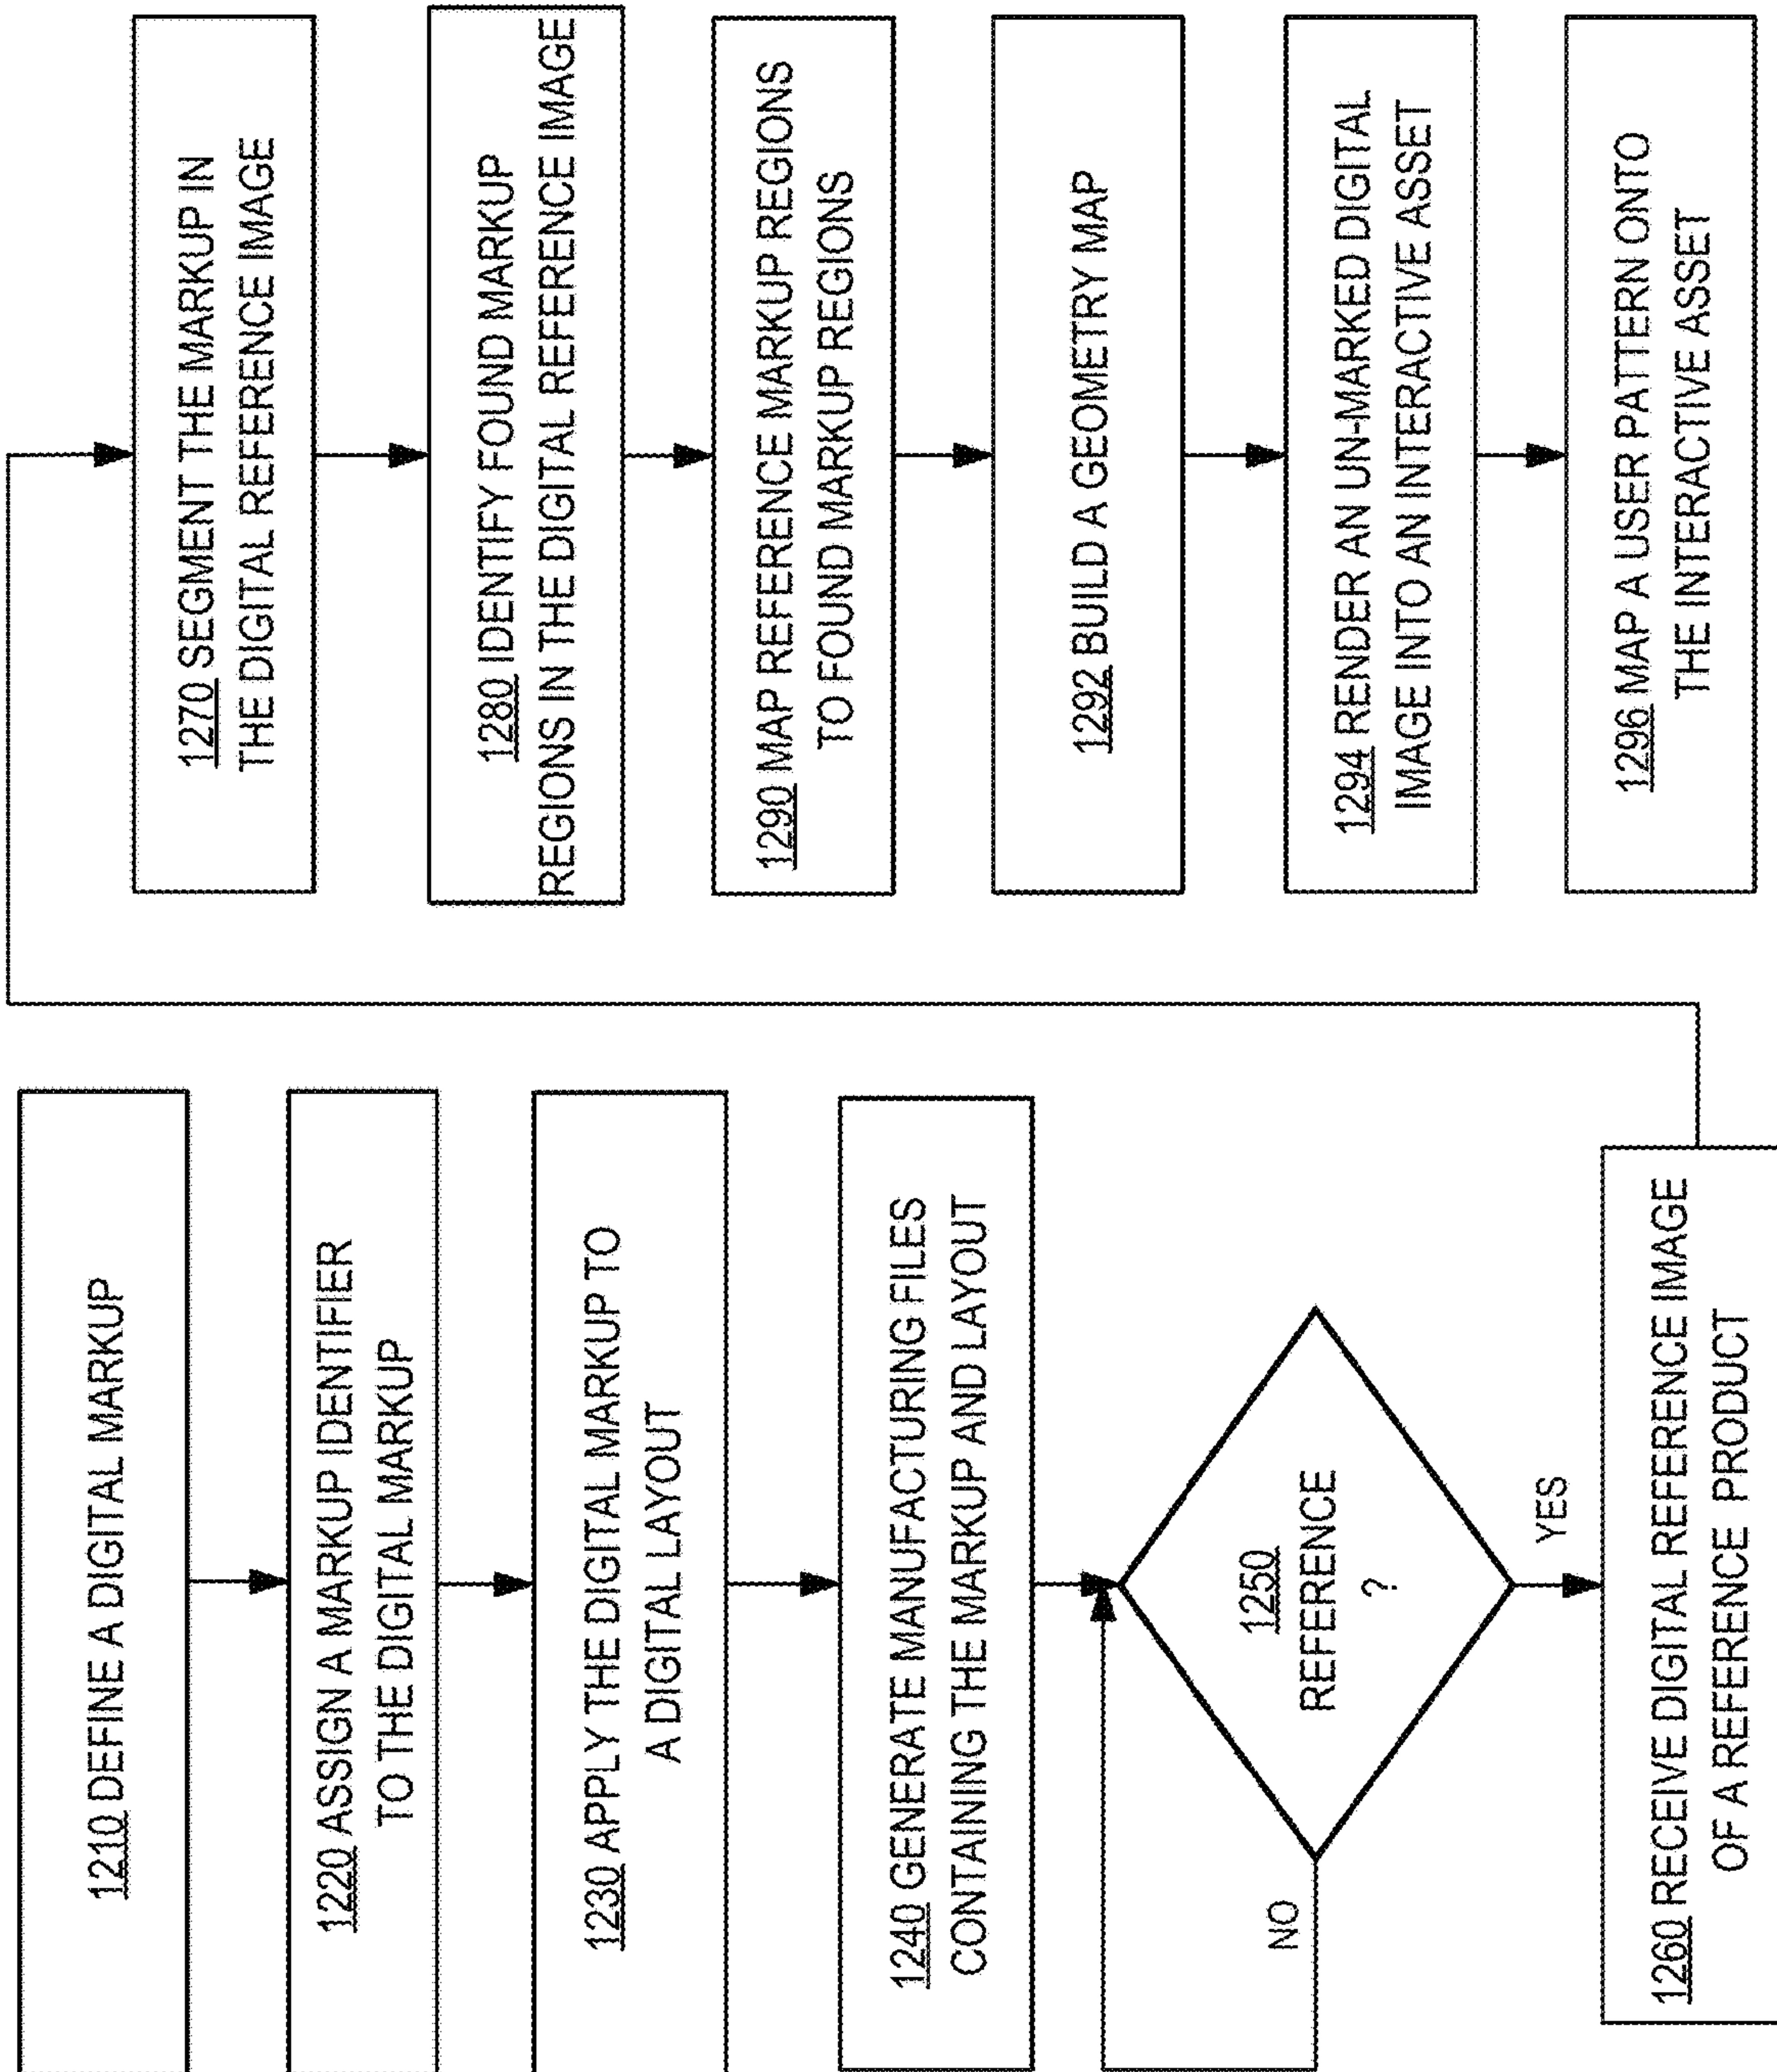 1210 DEFINE A DIGITAL MARKUP
1220 ASSIGN A MARKUP IDENTIFIER
TO THE DIGITAL MARKUP
1230 APPLY THE DIGITAL MARKUP TO
A DIGITAL LAYOUT
1240 GENERATE MANUFACTURING FILES
CONTAINING THE MARKUP AND LAYOUT
1250
REFERENCE
?
NO
YES
1260 RECEIVE DIGITAL REFERENCE IMAGE
OF A REFERENCE PRODUCT
1270 SEGMENT THE MARKUP IN
THE DIGITAL REFERENCE IMAGE
1280 IDENTIFY FOUND MARKUP
REGIONS IN THE DIGITAL REFERENCE IMAGE
1290 MAP REFERENCE MARKUP REGIONS
TO FOUND MARKUP REGIONS
1292 BUILD A GEOMETRY MAP
1294 RENDER AN UN-MARKED DIGITAL
IMAGE INTO AN INTERACTIVE ASSET
1296 MAP A USER PATTERN ONTO
THE INTERACTIVE ASSET